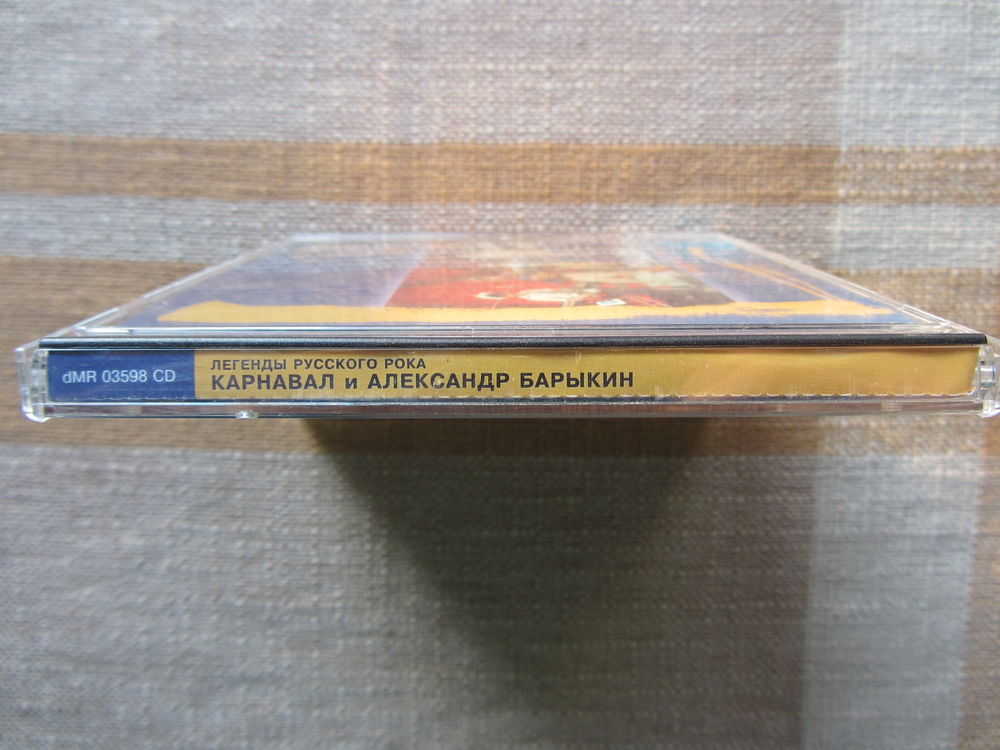 dMR 03598 CD
ЛЕГЕНДЫ РУССКОГО РОКА
КАРНАВАЛ и АЛЕКСАНДР БАРЫКИН